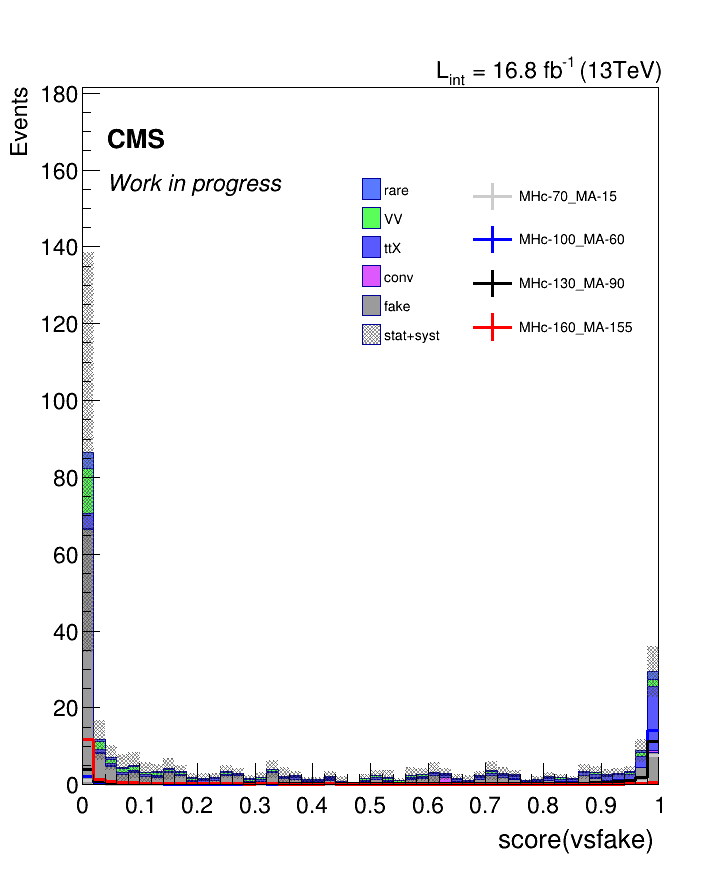 L_int = 16.8 fb^-1 (13TeV)
Events
CMS
Work in progress
rare
VV
ttX
conv
fake
stat+syst
MHc-70_MA-15
MHc-100_MA-60
MHc-130_MA-90
MHc-160_MA-155
180
160
140
120
100
80
60
40
20
0
0 0.1 0.2 0.3 0.4 0.5 0.6 0.7 0.8 0.9 1
score(vsfake)